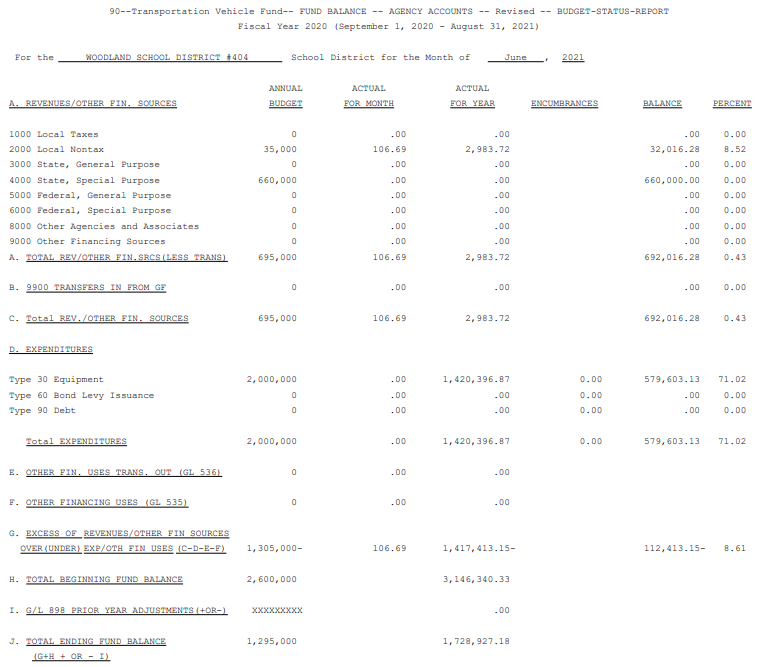 90--Transportation Vehicle Fund-- FUND BALANCE -- AGENCY ACCOUNTS -- Revised -- BUDGET-STATUS-REPORT
Fiscal Year 2020 (September 1, 2020 - August 31, 2021)
For the WOODLAND SCHOOL DISTRICT #404 School District for the Month of June , 2021
ANNUAL ACTUAL ACTUAL
A. REVENUES/OTHER FIN. SOURCES BUDGET FOR MONTH FOR YEAR ENCUMBRANCES BALANCE PERCENT
1000 Local Taxes 0 .00 .00 .00 0.00
2000 Local Nontax 35,000 106.69 2,983.72 32,016.28 8.52
3000 State, General Purpose 0 .00 .00 .00 0.00
4000 State, Special Purpose 660,000 .00 .00 660,000.00 0.00
5000 Federal, General Purpose 0 .00 .00 .00 0.00
6000 Federal, Special Purpose 0 .00 .00 .00 0.00
8000 Other Agencies and Associates 0 .00 .00 .00 0.00
9000 Other Financing Sources 0 .00 .00 .00 0.00
A. TOTAL REV/OTHER FIN.SRCS(LESS TRANS) 695,000 106.69 2,983.72 692,016.28 0.43
B. 9900 TRANSFERS IN FROM GF 0 .00 .00 .00 0.00
C. Total REV./OTHER FIN. SOURCES 695,000 106.69 2,983.72 692,016.28 0.43
D. EXPENDITURES
Type 30 Equipment 2,000,000 .00 1,420,396.87 0.00 579,603.13 71.02
Type 60 Bond Levy Issuance 0 .00 .00 0.00 .00 0.00
Type 90 Debt 0 .00 .00 0.00 .00 0.00
Total EXPENDITURES 2,000,000 .00 1,420,396.87 0.00 579,603.13 71.02
E. OTHER FIN. USES TRANS. OUT (GL 536) 0 .00 .00
F. OTHER FINANCING USES (GL 535) 0 .00 .00
G. EXCESS OF REVENUES/OTHER FIN SOURCES
OVER(UNDER) EXP/OTH FIN USES (C-D-E-F) 1,305,000- 106.69 1,417,413.15- 112,413.15- 8.61
H. TOTAL BEGINNING FUND BALANCE 2,600,000 3,146,340.33
I. G/L 898 PRIOR YEAR ADJUSTMENTS(+OR-) XXXXXXXXX .00
J. TOTAL ENDING FUND BALANCE 1,295,000 1,728,927.18
(G+H + OR - I)